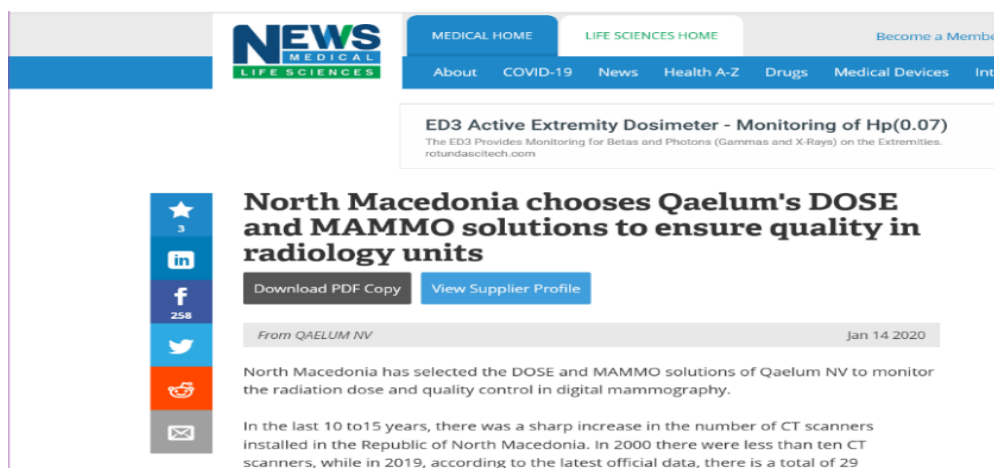 NEWS
MEDICAL
LIFE SCIENCES
MEDICAL HOME
LIFE SCIENCES HOME
Become a Membe
About COVID-19 News Health A-Z Drugs Medical Devices Int
ED3 Active Extremity Dosimeter - Monitoring of Hp(0.07)
The ED3 Provides Monitoring for Betas and Photons (Gammas and X-Rays) on the Extremities.
rotundascitech.com
3
in
f
258
North Macedonia chooses Qaelum's DOSE
and MAMMO solutions to ensure quality in
radiology units
Download PDF Copy
View Supplier Profile
From QAELUM NV
Jan 14 2020
North Macedonia has selected the DOSE and MAMMO solutions of Qaelum NV to monitor
the radiation dose and quality control in digital mammography.
In the last 10 to15 years, there was a sharp increase in the number of CT scanners
installed in the Republic of North Macedonia. In 2000 there were less than ten CT
scanners, while in 2019, according to the latest official data, there is a total of 29